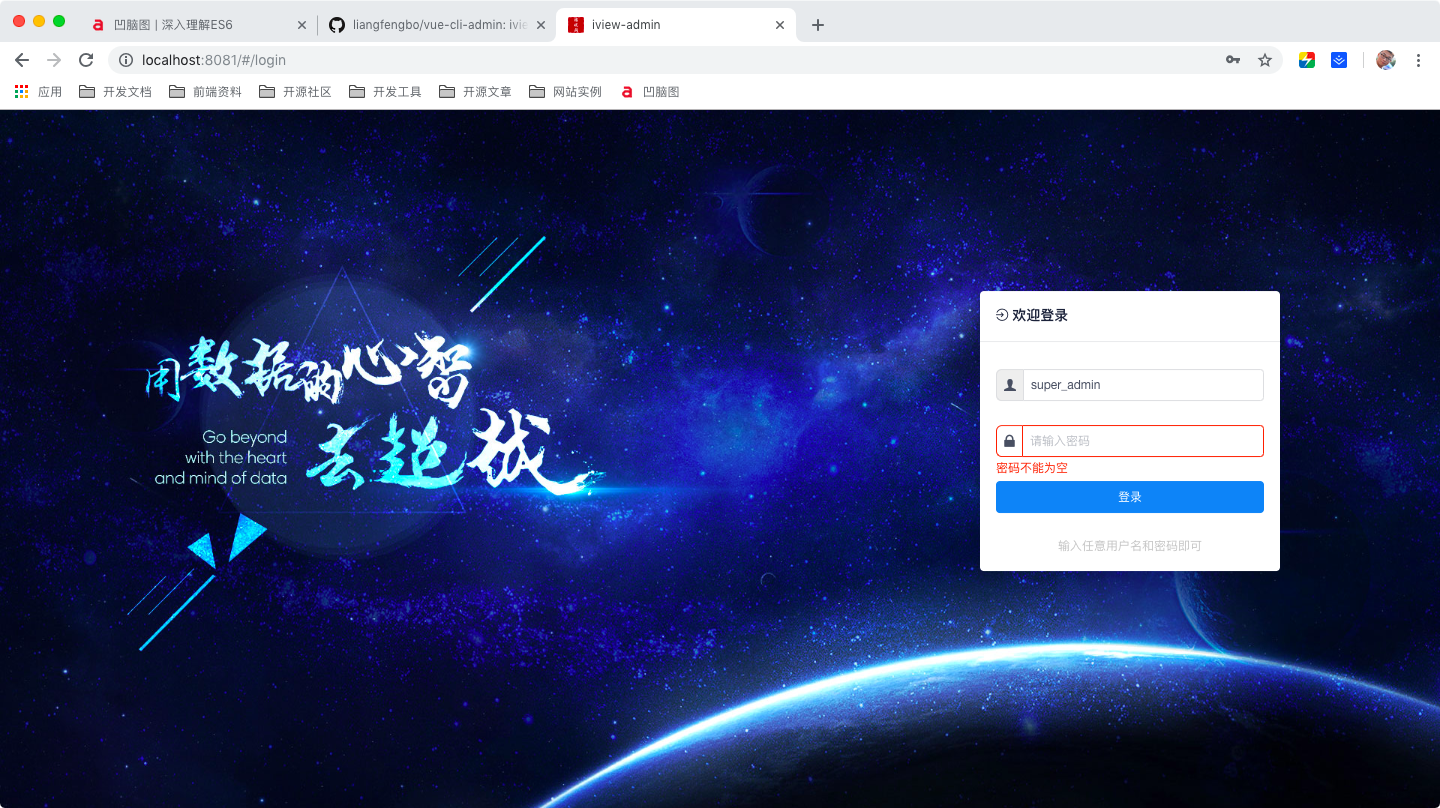 凹脑图 | 深入理解ES6
liangfengbo/vue-cli-admin: ivie
iview-admin
localhost:8081/#/login
应用
开发文档
前端资料
开源社区
开发工具
开源文章
网站实例
凹脑图
用数据的心智
去超越
Go beyond
with the heart
and mind of data
欢迎登录
super_admin
请输入密码
密码不能为空
登录
输入任意用户名和密码即可